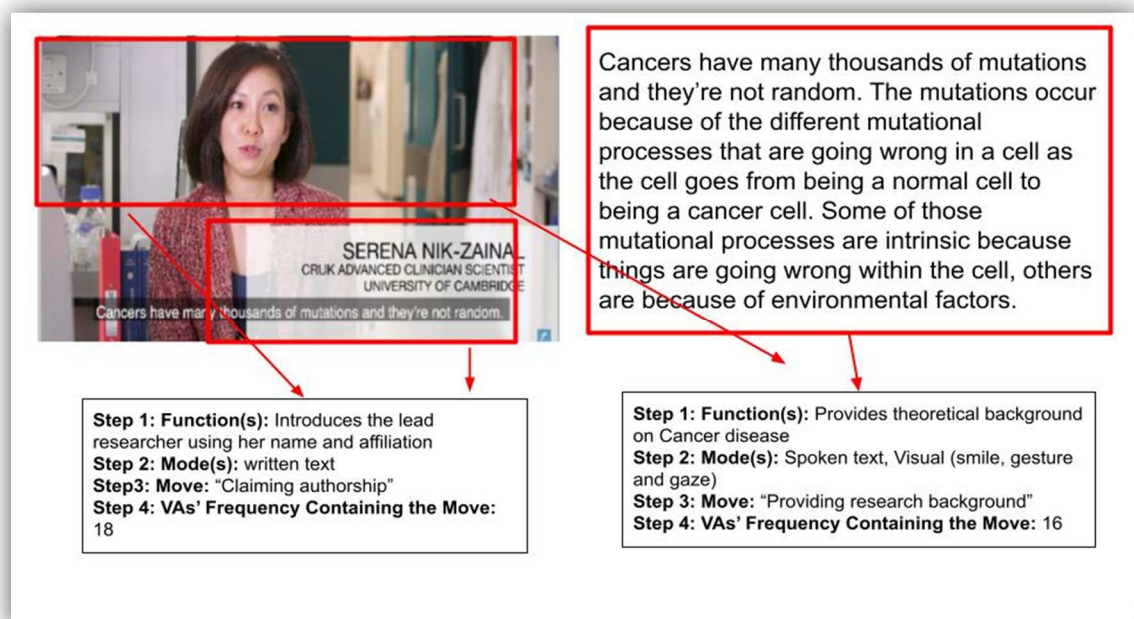 SERENA NIK-ZAINAL
CRUK ADVANCED CLINICIAN SCIENTIST
UNIVERSITY OF CAMBRIDGE
Cancers have many thousands of mutations and they're not random.
Cancers have many thousands of mutations
and they’re not random. The mutations occur
because of the different mutational
processes that are going wrong in a cell as
the cell goes from being a normal cell to
being a cancer cell. Some of those
mutational processes are intrinsic because
things are going wrong within the cell, others
are because of environmental factors.
Step 1: Function(s): Introduces the lead
researcher using her name and affiliation
Step 2: Mode(s): written text
Step3: Move: “Claiming authorship”
Step 4: VAs’ Frequency Containing the Move:
18
Step 1: Function(s): Provides theoretical background
on Cancer disease
Step 2: Mode(s): Spoken text, Visual (smile, gesture
and gaze)
Step 3: Move: “Providing research background”
Step 4: VAs’ Frequency Containing the Move: 16